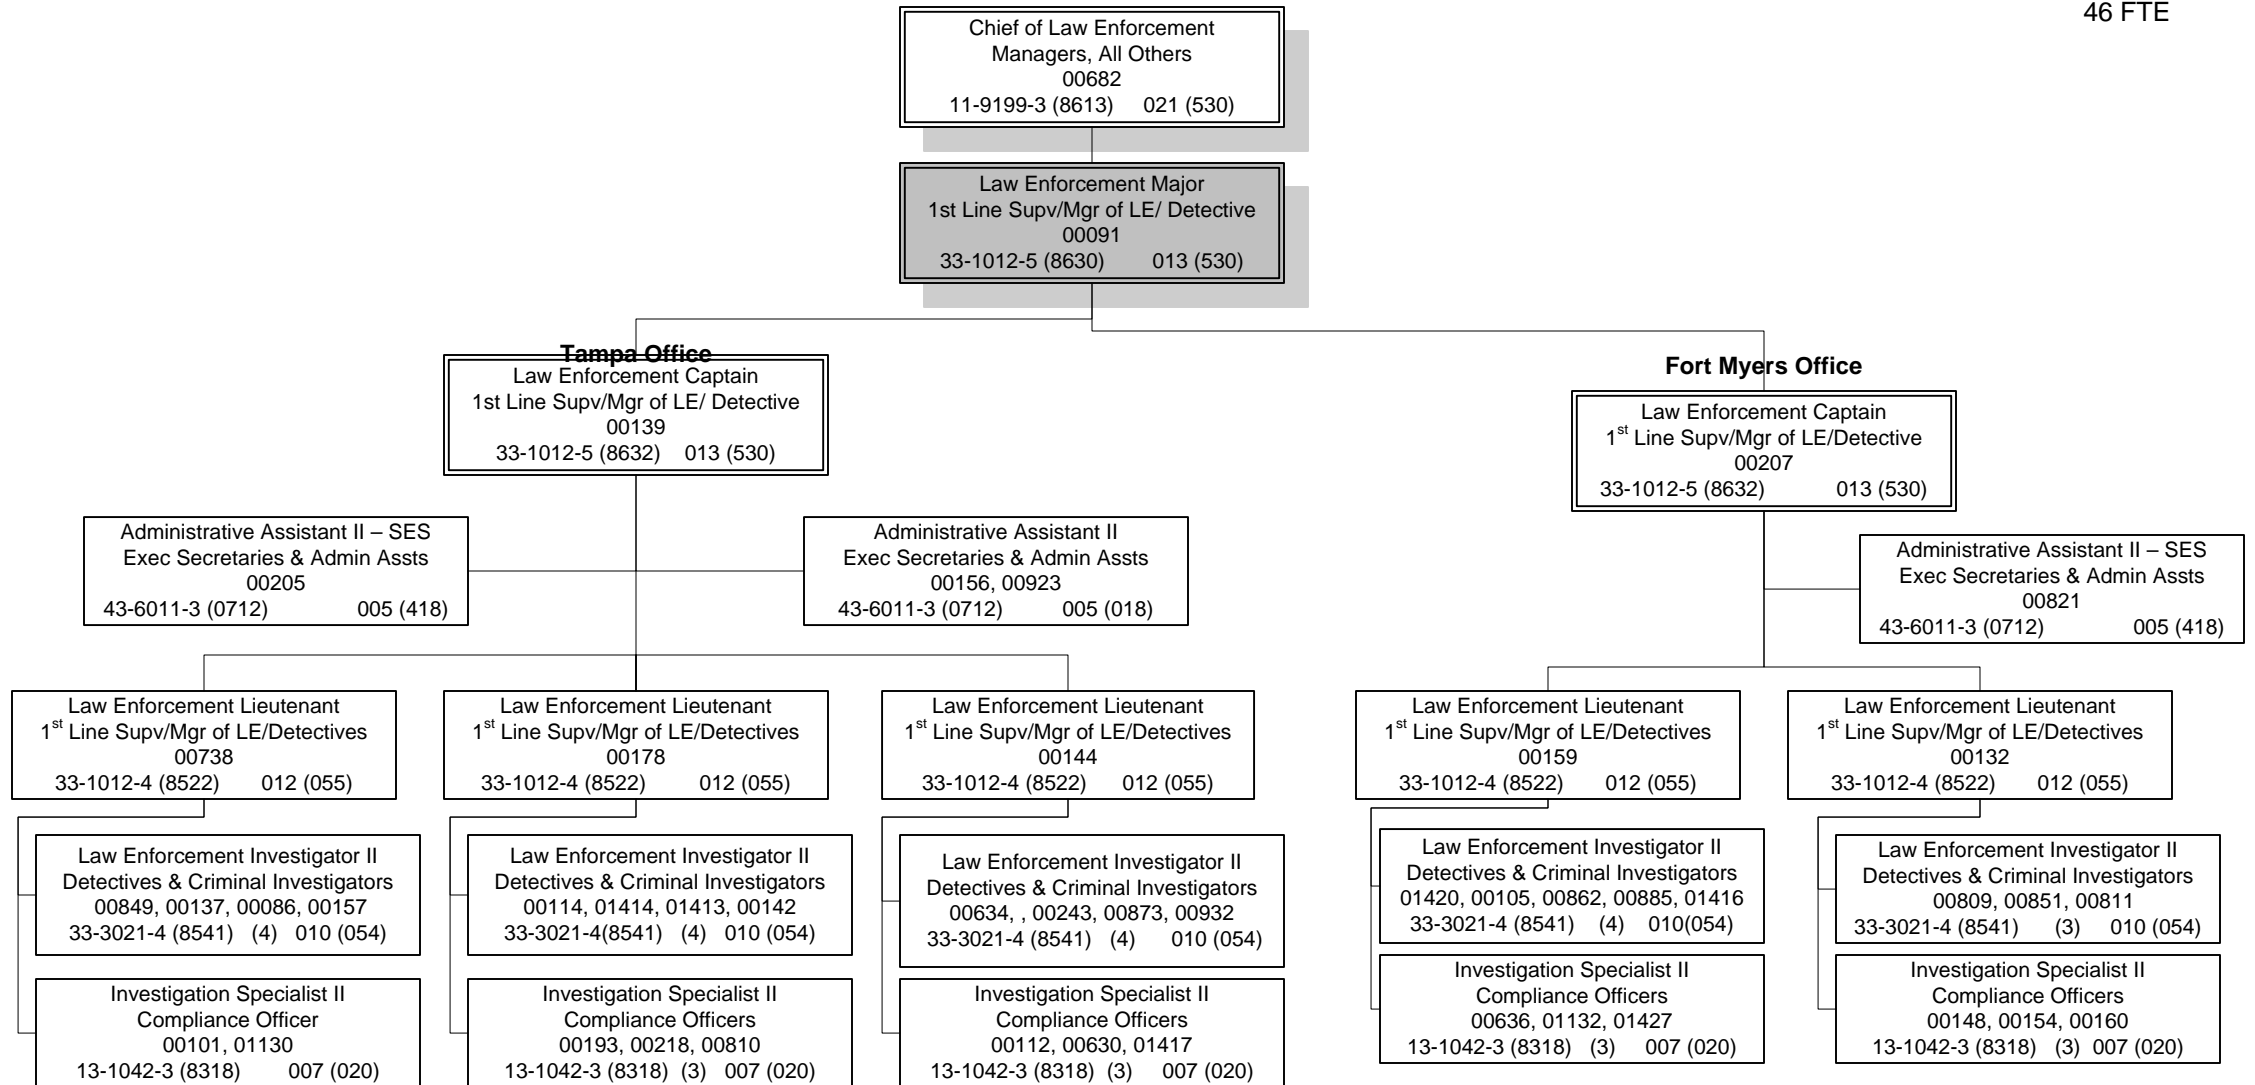 46 FTE
Chief of Law Enforcement
Managers, All Others
00682
11-9199-3 (8613) 021 (530)
Law Enforcement Major
1st Line Supv/Mgr of LE/ Detective
00091
33-1012-5 (8630) 013 (530)
Tampa Office
Law Enforcement Captain
1st Line Supv/Mgr of LE/ Detective
00139
33-1012-5 (8632) 013 (530)
Fort Myers Office
Law Enforcement Captain
1st Line Supv/Mgr of LE/Detective
00207
33-1012-5 (8632) 013 (530)
Administrative Assistant II – SES
Exec Secretaries & Admin Assts
00205
43-6011-3 (0712) 005 (418)
Administrative Assistant II
Exec Secretaries & Admin Assts
00156, 00923
43-6011-3 (0712) 005 (018)
Administrative Assistant II – SES
Exec Secretaries & Admin Assts
00821
43-6011-3 (0712) 005 (418)
Law Enforcement Lieutenant
1st Line Supv/Mgr of LE/Detectives
00738
33-1012-4 (8522) 012 (055)
Law Enforcement Lieutenant
1st Line Supv/Mgr of LE/Detectives
00178
33-1012-4 (8522) 012 (055)
Law Enforcement Lieutenant
1st Line Supv/Mgr of LE/Detectives
00144
33-1012-4 (8522) 012 (055)
Law Enforcement Lieutenant
1st Line Supv/Mgr of LE/Detectives
00159
33-1012-4 (8522) 012 (055)
Law Enforcement Lieutenant
1st Line Supv/Mgr of LE/Detectives
00132
33-1012-4 (8522) 012 (055)
Law Enforcement Investigator II
Detectives & Criminal Investigators
00849, 00137, 00086, 00157
33-3021-4 (8541) (4) 010 (054)
Law Enforcement Investigator II
Detectives & Criminal Investigators
00114, 01414, 01413, 00142
33-3021-4(8541) (4) 010 (054)
Law Enforcement Investigator II
Detectives & Criminal Investigators
00634, , 00243, 00873, 00932
33-3021-4 (8541) (4) 010 (054)
Law Enforcement Investigator II
Detectives & Criminal Investigators
01420, 00105, 00862, 00885, 01416
33-3021-4 (8541) (4) 010(054)
Law Enforcement Investigator II
Detectives & Criminal Investigators
00809, 00851, 00811
33-3021-4 (8541) (3) 010 (054)
Investigation Specialist II
Compliance Officer
00101, 01130
13-1042-3 (8318) 007 (020)
Investigation Specialist II
Compliance Officers
00193, 00218, 00810
13-1042-3 (8318) (3) 007 (020)
Investigation Specialist II
Compliance Officers
00112, 00630, 01417
13-1042-3 (8318) (3) 007 (020)
Investigation Specialist II
Compliance Officers
00636, 01132, 01427
13-1042-3 (8318) (3) 007 (020)
Investigation Specialist II
Compliance Officers
00148, 00154, 00160
13-1042-3 (8318) (3) 007 (020)